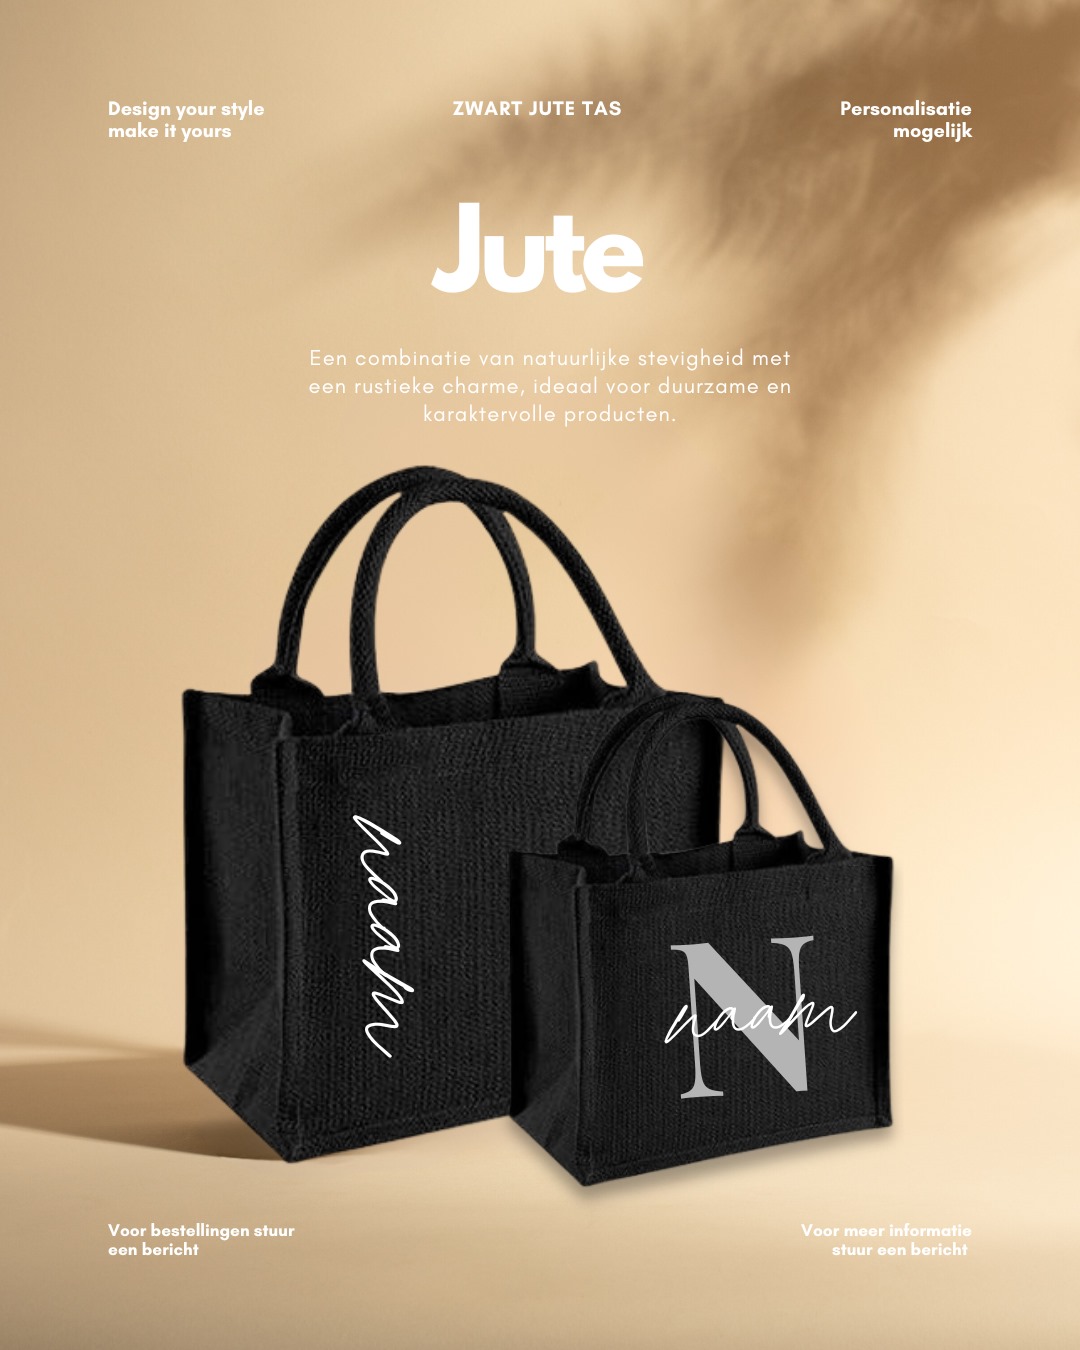 Design your style
make it yours
ZWART JUTE TAS
Personalisatie
mogelijk
Jute
Een combinatie van natuurlijke stevigheid met
een rustieke charme, ideaal voor duurzame en
karaktervolle producten.
naam
N
naam
Voor bestellingen stuur
een bericht
Voor meer informatie
stuur een bericht